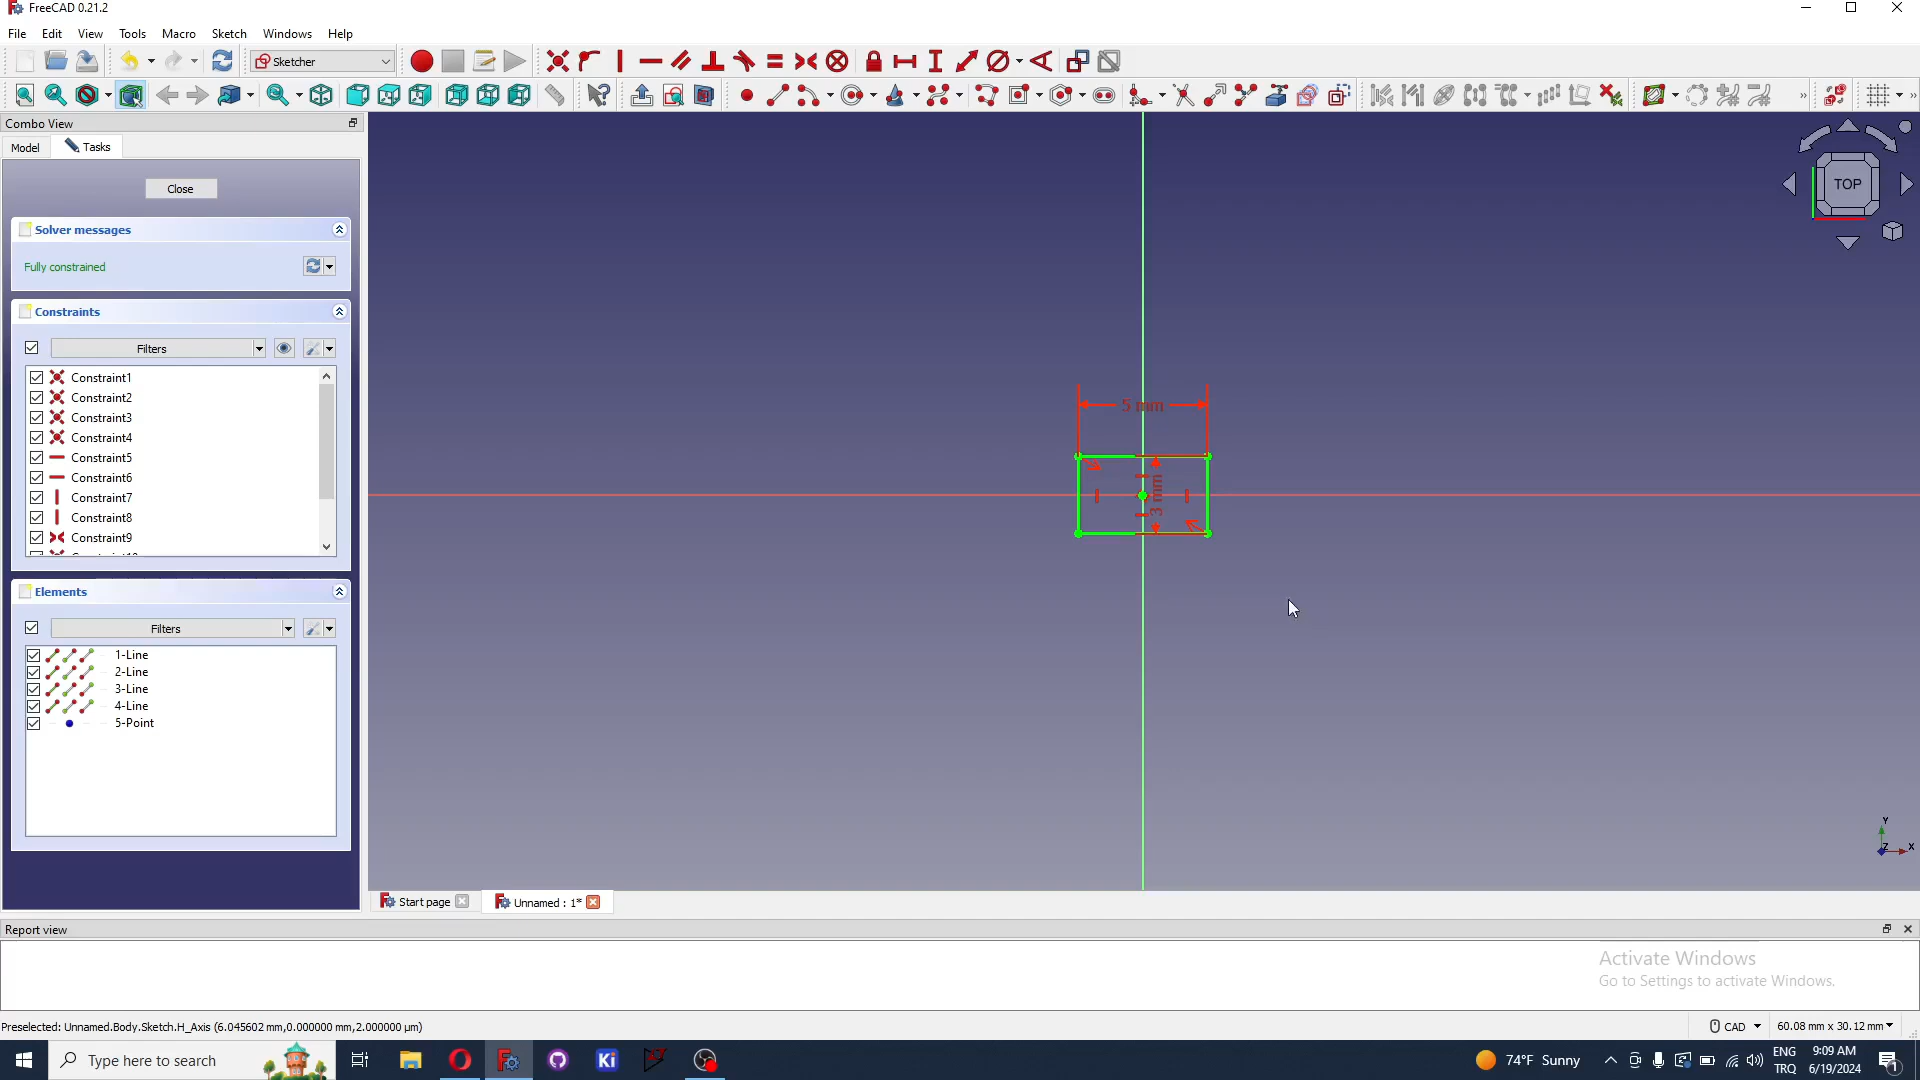 FreeCAD 0.21.2
File Edit View Tools Macro Sketch Windows Help
Sketcher
Combo View
Model Tasks
TOP
Close
Solver messages
Fully constrained
Constraints
Filters
Constraint1
Constraint2
Constraint3
Constraint4
Constraint5
Constraint6
Constraint7
Constraint8
Constraint9
5 mm
3 mm
Elements
Filters
1-Line
2-Line
3-Line
4-Line
5-Point
Y
Z X
Start page Unnamed : 1*
Report view
Activate Windows
Go to Settings to activate Windows.
Preselected: Unnamed.Body.Sketch.H_Axis (6.045602 mm,0.000000 mm,2.000000 µm)
CAD 60.08 mm x 30.12 mm
Type here to search
Ki
74°F Sunny
ENG
TRQ
9:09 AM
6/19/2024
1